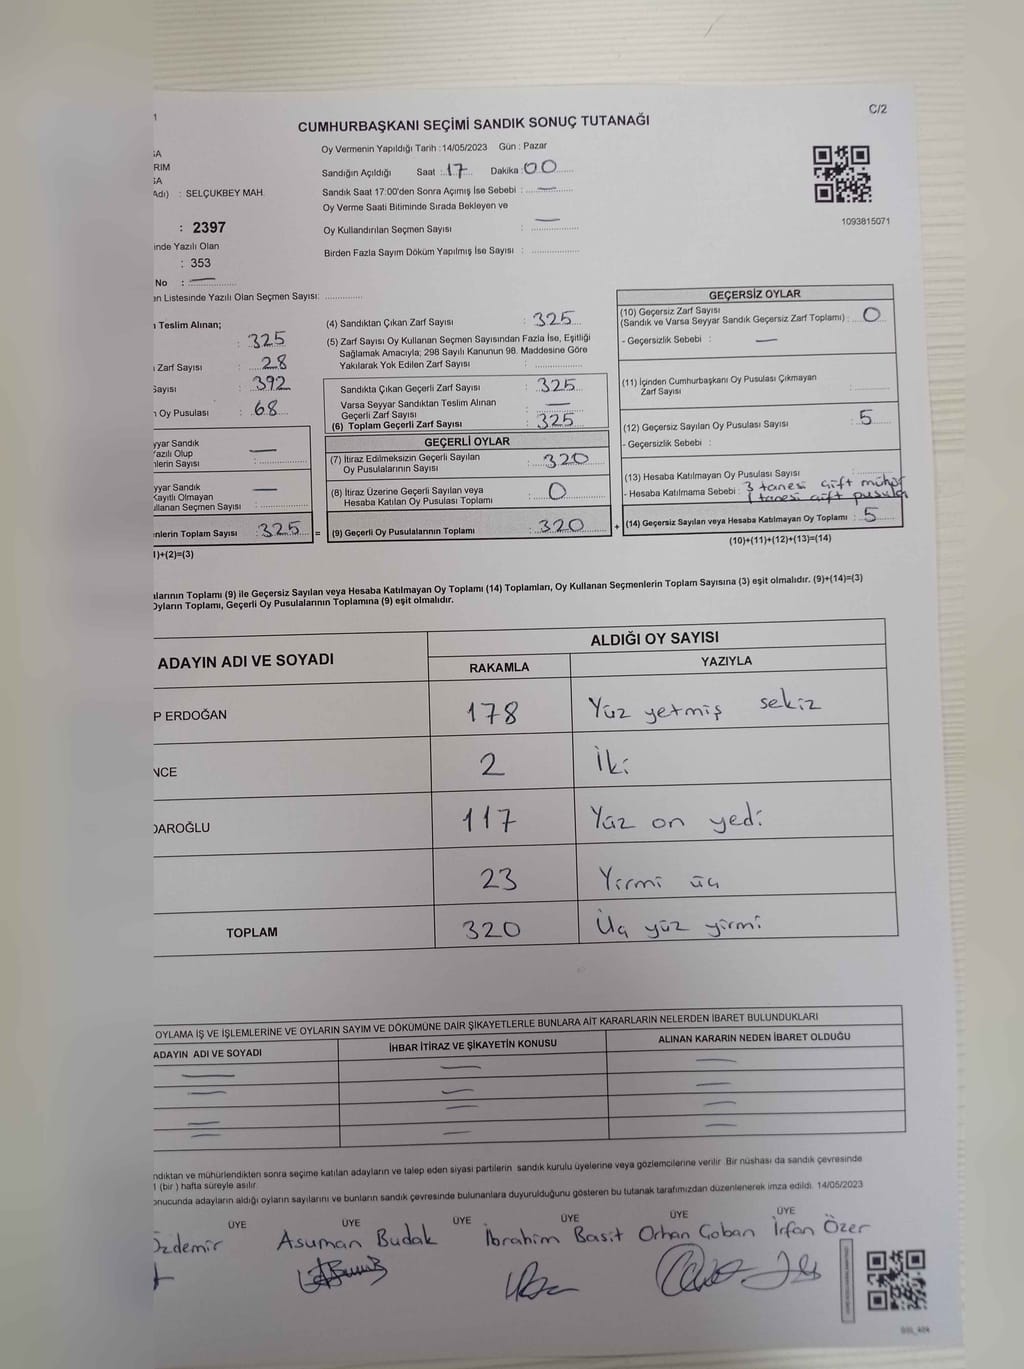 C/2
CUMHURBAŞKANI SEÇİMİ SANDIK SONUÇ TUTANAĞI
Oy Vermenin Yapıldığı Tarih :14/05/2023 Gün : Pazar
Sandığın Açıldığı Saat : 17 Dakika : 00
Sandık Saat 17:00'den Sonra Açımış İse Sebebi : —
Oy Verme Saati Bitiminde Sırada Bekleyen ve
Oy Kullandırılan Seçmen Sayısı : —
Birden Fazla Sayım Döküm Yapılmış İse Sayısı :
1093815071
1
SA
RIM
SA
Adı) : SELÇUKBEY MAH.
: 2397
inde Yazılı Olan
: 353
No : —
en Listesinde Yazılı Olan Seçmen Sayısı:
ı Teslim Alınan;
: 325
ı Zarf Sayısı : 28
Sayısı : 392
ı Oy Pusulası : 68
yyar Sandık
Yazılı Olup
nlerin Sayısı : —
yyar Sandık
Kayıtlı Olmayan
ullanan Seçmen Sayısı : —
enlerin Toplam Sayısı : 325 =
1)+(2)=(3)
(4) Sandıktan Çıkan Zarf Sayısı : 325
(5) Zarf Sayısı Oy Kullanan Seçmen Sayısından Fazla İse, Eşitliği
Sağlamak Amacıyla; 298 Sayılı Kanunun 98. Maddesine Göre
Yakılarak Yok Edilen Zarf Sayısı :
Sandıkta Çıkan Geçerli Zarf Sayısı : 325
Varsa Seyyar Sandıktan Teslim Alınan
Geçerli Zarf Sayısı : —
(6) Toplam Geçerli Zarf Sayısı : 325
GEÇERLİ OYLAR
(7) İtiraz Edilmeksizin Geçerli Sayılan
Oy Pusulalarının Sayısı : 320
(8) İtiraz Üzerine Geçerli Sayılan veya
Hesaba Katılan Oy Pusulası Toplamı : 0
(9) Geçerli Oy Pusulalarının Toplamı : 320 +
GEÇERSİZ OYLAR
(10) Geçersiz Zarf Sayısı
(Sandık ve Varsa Seyyar Sandık Geçersiz Zarf Toplamı) : 0
- Geçersizlik Sebebi : —
(11) İçinden Cumhurbaşkanı Oy Pusulası Çıkmayan
Zarf Sayısı :
(12) Geçersiz Sayılan Oy Pusulası Sayısı : 5
- Geçersizlik Sebebi :
(13) Hesaba Katılmayan Oy Pusulası Sayısı :
- Hesaba Katılmama Sebebi : 3 tanesi çift mühür
1 tanesi çift pusula
(14) Geçersiz Sayılan veya Hesaba Katılmayan Oy Toplamı : 5
(10)+(11)+(12)+(13)=(14)
alarının Toplamı (9) ile Geçersiz Sayılan veya Hesaba Katılmayan Oy Toplamı (14) Toplamları, Oy Kullanan Seçmenlerin Toplam Sayısına (3) eşit olmalıdır. (9)+(14)=(3)
Oyların Toplamı, Geçerli Oy Pusulalarının Toplamına (9) eşit olmalıdır.
ADAYIN ADI VE SOYADI ALDIĞI OY SAYISI
RAKAMLA YAZIYLA
P ERDOĞAN 178 Yüz yetmiş sekiz
NCE 2 İki
DAROĞLU 117 Yüz on yedi
23 Yirmi üç
TOPLAM 320 Üç yüz yirmi
OYLAMA İŞ VE İŞLEMLERİNE VE OYLARIN SAYIM VE DÖKÜMÜNE DAİR ŞİKAYETLERLE BUNLARA AİT KARARLARIN NELERDEN İBARET BULUNDUKLARI
ADAYIN ADI VE SOYADI İHBAR İTİRAZ VE ŞİKAYETİN KONUSU ALINAN KARARIN NEDEN İBARET OLDUĞU
ndıktan ve mühürlendikten sonra seçime katılan adayların ve talep eden siyasi partilerin sandık kurulu üyelerine veya gözlemcilerine verilir. Bir nüshası da sandık çevresinde
1 (bir ) hafta süreyle asılır.
onucunda adayların aldığı oyların sayılarını ve bunların sandık çevresinde bulunanlara duyurulduğunu gösteren bu tutanak tarafımızdan düzenlenerek imza edildi. 14/05/2023
ÜYE ÜYE ÜYE ÜYE ÜYE ÜYE
Özdemir Asuman Budak İbrahim Basit Orhan Çoban İrfan Özer